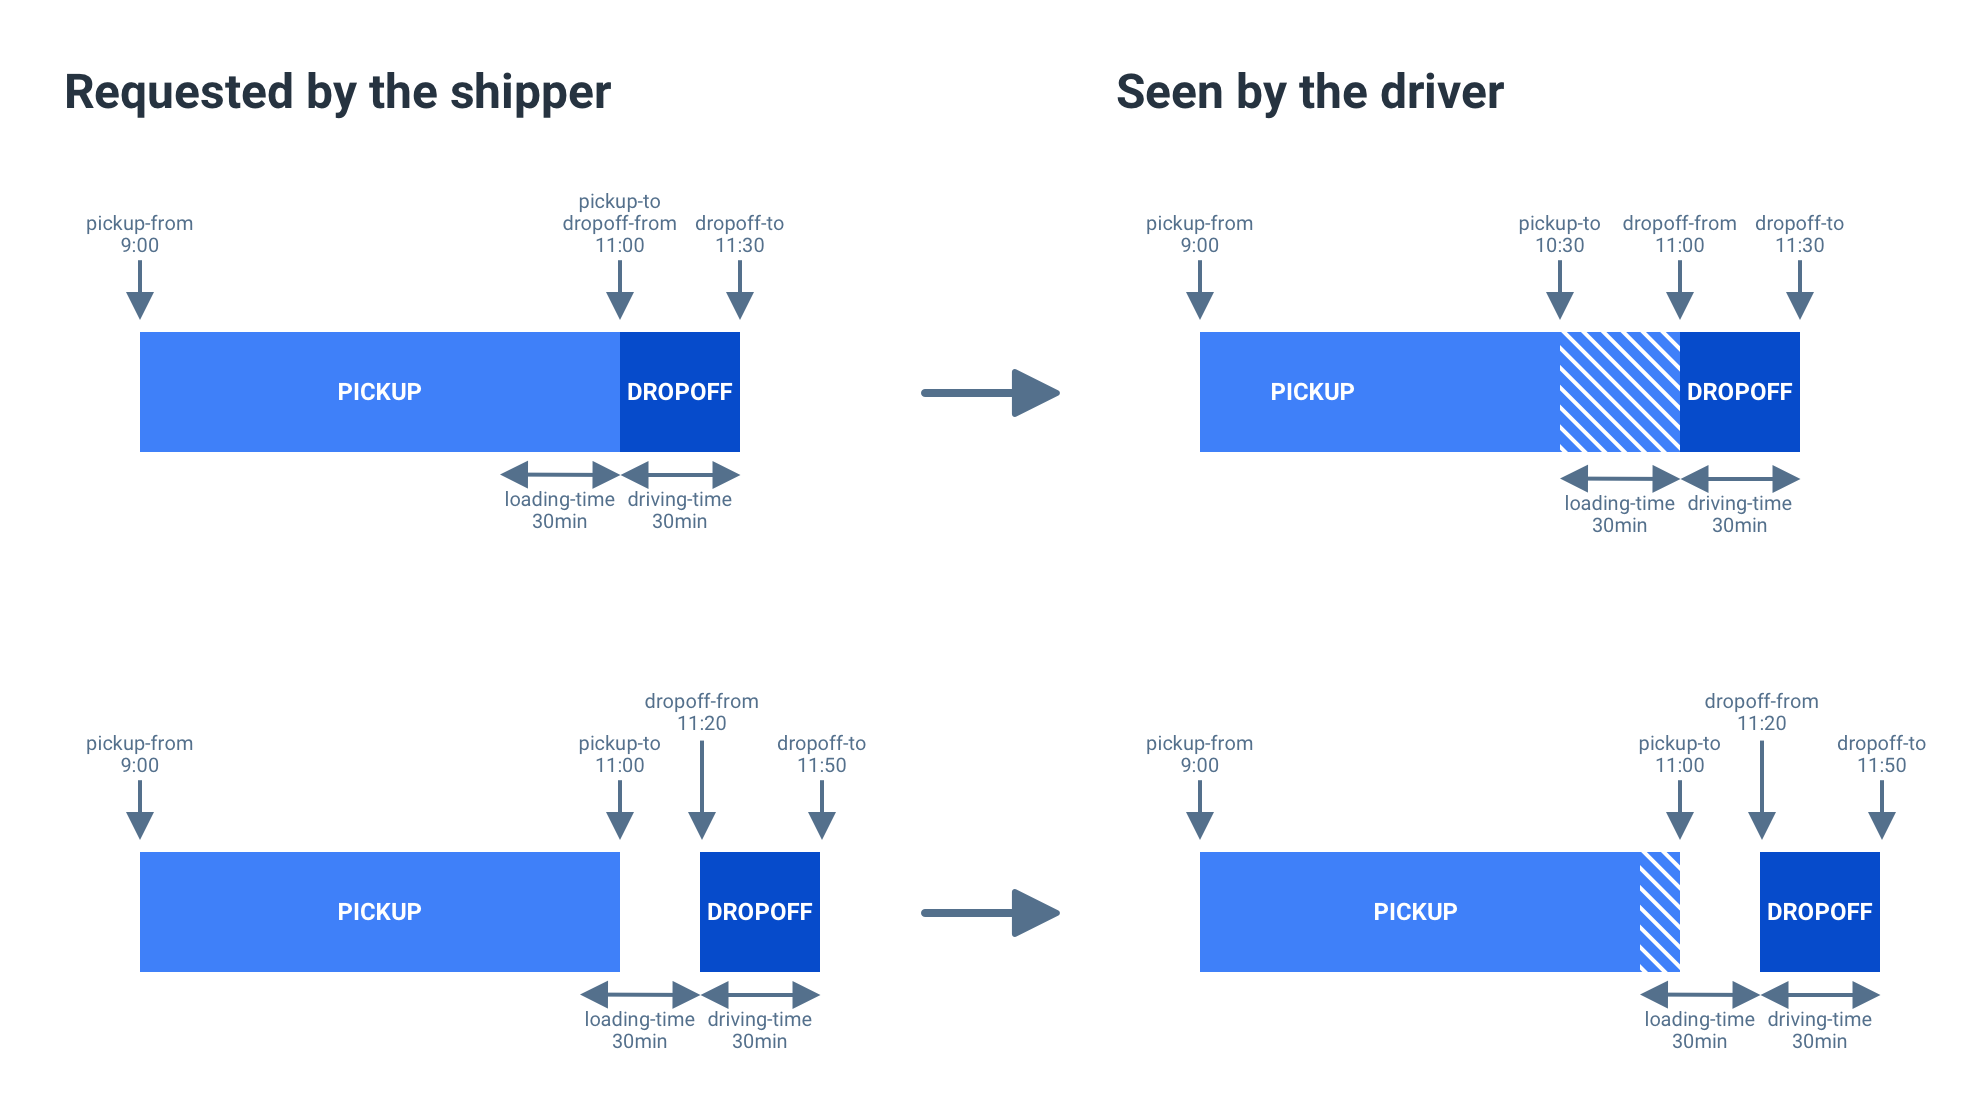 Requested by the shipper
Seen by the driver
pickup-from
9:00
pickup-to
dropoff-from
11:00
dropoff-to
11:30
PICKUP
DROPOFF
loading-time
30min
driving-time
30min
pickup-from
9:00
pickup-to
10:30
dropoff-from
11:00
dropoff-to
11:30
PICKUP
DROPOFF
loading-time
30min
driving-time
30min
pickup-from
9:00
pickup-to
11:00
dropoff-from
11:20
dropoff-to
11:50
PICKUP
DROPOFF
loading-time
30min
driving-time
30min
pickup-from
9:00
pickup-to
11:00
dropoff-from
11:20
dropoff-to
11:50
PICKUP
DROPOFF
loading-time
30min
driving-time
30min